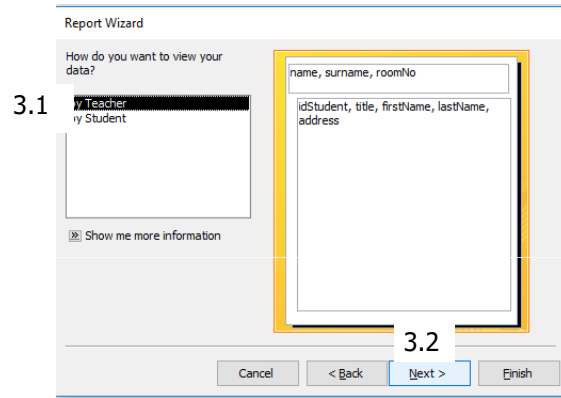 Report Wizard
How do you want to view your
data?
name, surname, roomNo
3.1
y Teacher
y Student
idStudent, title, firstName, lastName,
address
Show me more information
3.2
Cancel
< Back
Next >
Finish